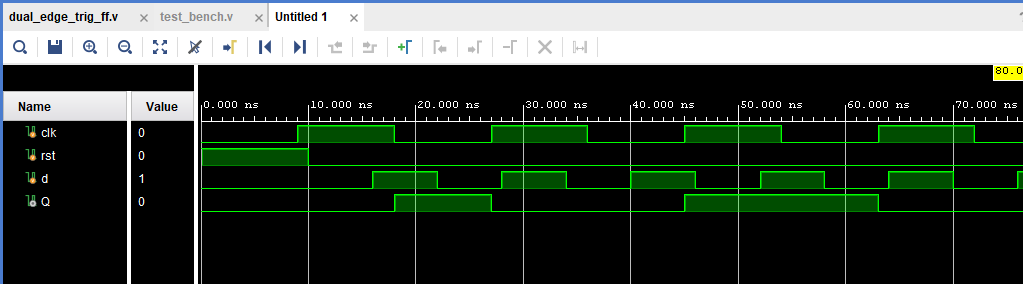 dual_edge_trig_ff.v × test_bench.v × Untitled 1 ×
80.0
Name Value
0.000 ns 10.000 ns 20.000 ns 30.000 ns 40.000 ns 50.000 ns 60.000 ns 70.000 ns
clk 0
rst 0
d 1
Q 0